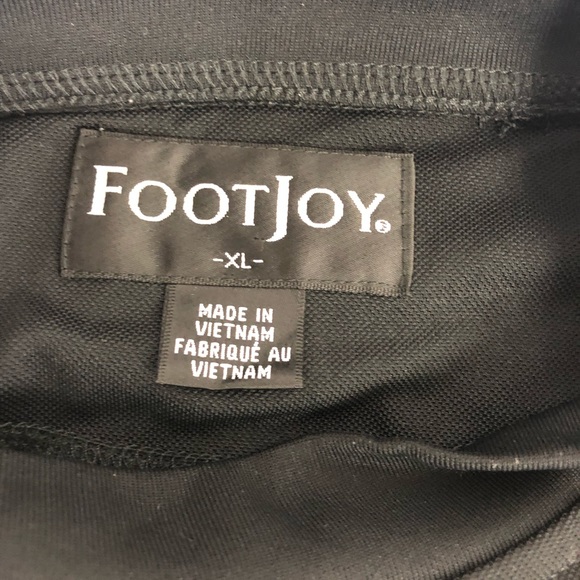 FOOTJOY®
-XL-
MADE IN
VIETNAM
FABRIQUÉ AU
VIETNAM